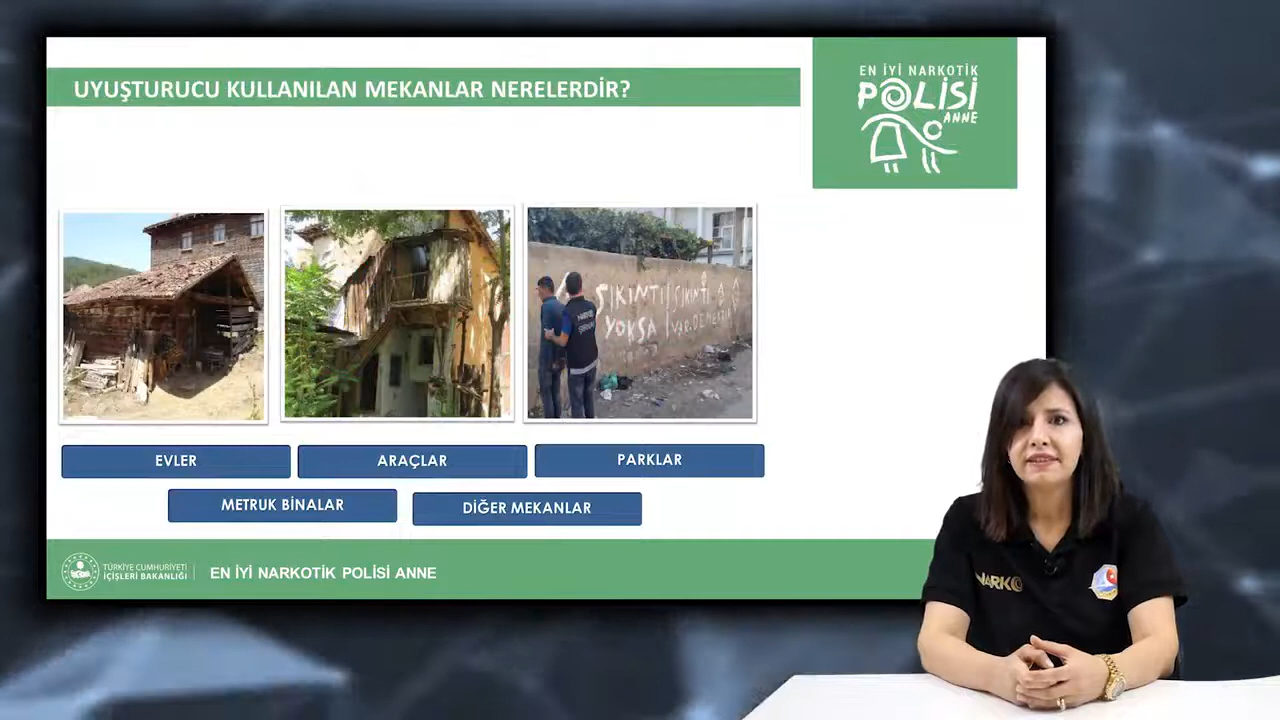 UYUŞTURUCU KULLANILAN MEKANLAR NERELERDİR?
EN İYİ NARKOTİK
POLİSİ
ANNE
SIKINTI SIKINTI
YOKSA VAR.DEMEKTİR
EVLER
ARAÇLAR
PARKLAR
METRUK BİNALAR
DİĞER MEKANLAR
TÜRKİYE CUMHURİYETİ
İÇİŞLERİ BAKANLIĞI
EN İYİ NARKOTİK POLİSİ ANNE
NARKO